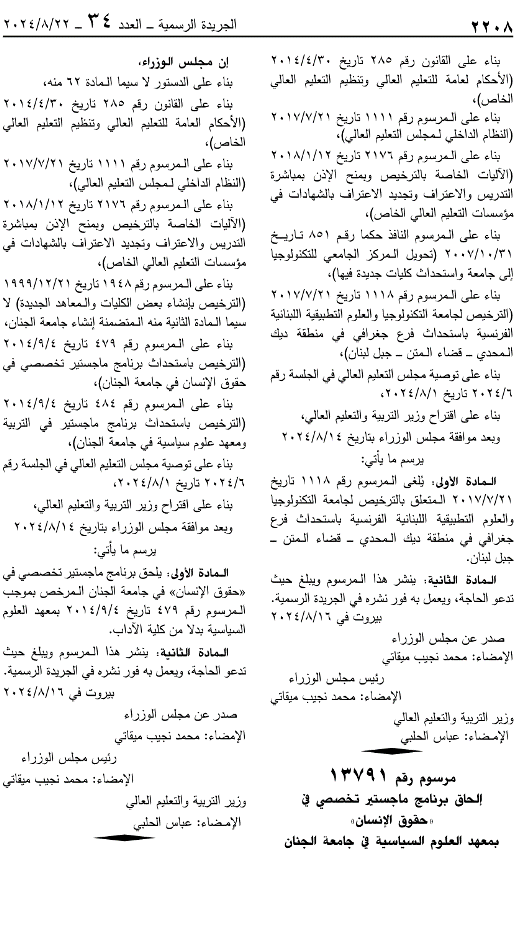 ٢٢٠٨
الجريدة الرسمية ــ العدد ٣٤ ــ ٢٠٢٤/٨/٢٢
بناء على القانون رقم ٢٨٥ تاريخ ٢٠١٤/٤/٣٠
(الأحكام لعامة للتعليم العالي وتنظيم التعليم العالي
الخاص)،
بناء على المرسوم رقم ١١١١ تاريخ ٢٠١٧/٧/٢١
(النظام الداخلي لمجلس التعليم العالي)،
بناء على المرسوم رقم ٢١٧٦ تاريخ ٢٠١٨/١/١٢
(الآليات الخاصة بالترخيص وبمنح الإذن بمباشرة
التدريس والاعتراف وتجديد الاعتراف بالشهادات في
مؤسسات التعليم العالي الخاص)،
بناء على المرسوم النافذ حكما رقم ٨٥١ تاريخ
٢٠٠٧/١٠/٣١ (تحويل المركز الجامعي للتكنولوجيا
إلى جامعة واستحداث كليات جديدة فيها)،
بناء على المرسوم رقم ١١١٨ تاريخ ٢٠١٧/٧/٢١
(الترخيص لجامعة التكنولوجيا والعلوم التطبيقية اللبنانية
الفرنسية باستحداث فرع جغرافي في منطقة ديك
المحدي ــ قضاء المتن ــ جبل لبنان)،
بناء على توصية مجلس التعليم العالي في الجلسة رقم
٢٠٢٤/٦ تاريخ ٢٠٢٤/٨/١،
بناء على اقتراح وزير التربية والتعليم العالي،
وبعد موافقة مجلس الوزراء بتاريخ ٢٠٢٤/٨/١٤
يرسم ما يأتي:
المادة الأولى: يُلغى المرسوم رقم ١١١٨ تاريخ
٢٠١٧/٧/٢١ المتعلق بالترخيص لجامعة التكنولوجيا
والعلوم التطبيقية اللبنانية الفرنسية باستحداث فرع
جغرافي في منطقة ديك المحدي ــ قضاء المتن ــ
جبل لبنان.
المادة الثانية: ينشر هذا المرسوم ويبلغ حيث
تدعو الحاجة، ويعمل به فور نشره في الجريدة الرسمية.
بيروت في ٢٠٢٤/٨/١٦
صدر عن مجلس الوزراء
الإمضاء: محمد نجيب ميقاتي
رئيس مجلس الوزراء
الإمضاء: محمد نجيب ميقاتي
وزير التربية والتعليم العالي
الإمضاء: عباس الحلبي
مرسوم رقم ١٣٧٩١
إلحاق برنامج ماجستير تخصصي في
«حقوق الإنسان»
بمعهد العلوم السياسية في جامعة الجنان
إن مجلس الوزراء،
بناء على الدستور لا سيما المادة ٦٢ منه،
بناء على القانون رقم ٢٨٥ تاريخ ٢٠١٤/٤/٣٠
(الأحكام العامة للتعليم العالي وتنظيم التعليم العالي
الخاص)،
بناء على المرسوم رقم ١١١١ تاريخ ٢٠١٧/٧/٢١
(النظام الداخلي لمجلس التعليم العالي)،
بناء على المرسوم رقم ٢١٧٦ تاريخ ٢٠١٨/١/١٢
(الآليات الخاصة بالترخيص وبمنح الإذن بمباشرة
التدريس والاعتراف وتجديد الاعتراف بالشهادات في
مؤسسات التعليم العالي الخاص)،
بناء على المرسوم رقم ١٩٤٨ تاريخ ١٩٩٩/١٢/٢١
(الترخيص بإنشاء بعض الكليات والمعاهد الجديدة) لا
سيما المادة الثانية منه المتضمنة إنشاء جامعة الجنان،
بناء على المرسوم رقم ٤٧٩ تاريخ ٢٠١٤/٩/٤
(الترخيص باستحداث برنامج ماجستير تخصصي في
حقوق الإنسان في جامعة الجنان)،
بناء على المرسوم رقم ٤٨٤ تاريخ ٢٠١٤/٩/٤
(الترخيص باستحداث برنامج ماجستير في التربية
ومعهد علوم سياسية في جامعة الجنان)،
بناء على توصية مجلس التعليم العالي في الجلسة رقم
٢٠٢٤/٦ تاريخ ٢٠٢٤/٨/١،
بناء على اقتراح وزير التربية والتعليم العالي،
وبعد موافقة مجلس الوزراء بتاريخ ٢٠٢٤/٨/١٤
يرسم ما يأتي:
المادة الأولى: يلحق برنامج ماجستير تخصصي في
«حقوق الإنسان» في جامعة الجنان المرخص بموجب
المرسوم رقم ٤٧٩ تاريخ ٢٠١٤/٩/٤ بمعهد العلوم
السياسية بدلا من كلية الآداب.
المادة الثانية: ينشر هذا المرسوم ويبلغ حيث
تدعو الحاجة، ويعمل به فور نشره في الجريدة الرسمية.
بيروت في ٢٠٢٤/٨/١٦
صدر عن مجلس الوزراء
الإمضاء: محمد نجيب ميقاتي
رئيس مجلس الوزراء
الإمضاء: محمد نجيب ميقاتي
وزير التربية والتعليم العالي
الإمضاء: عباس الحلبي